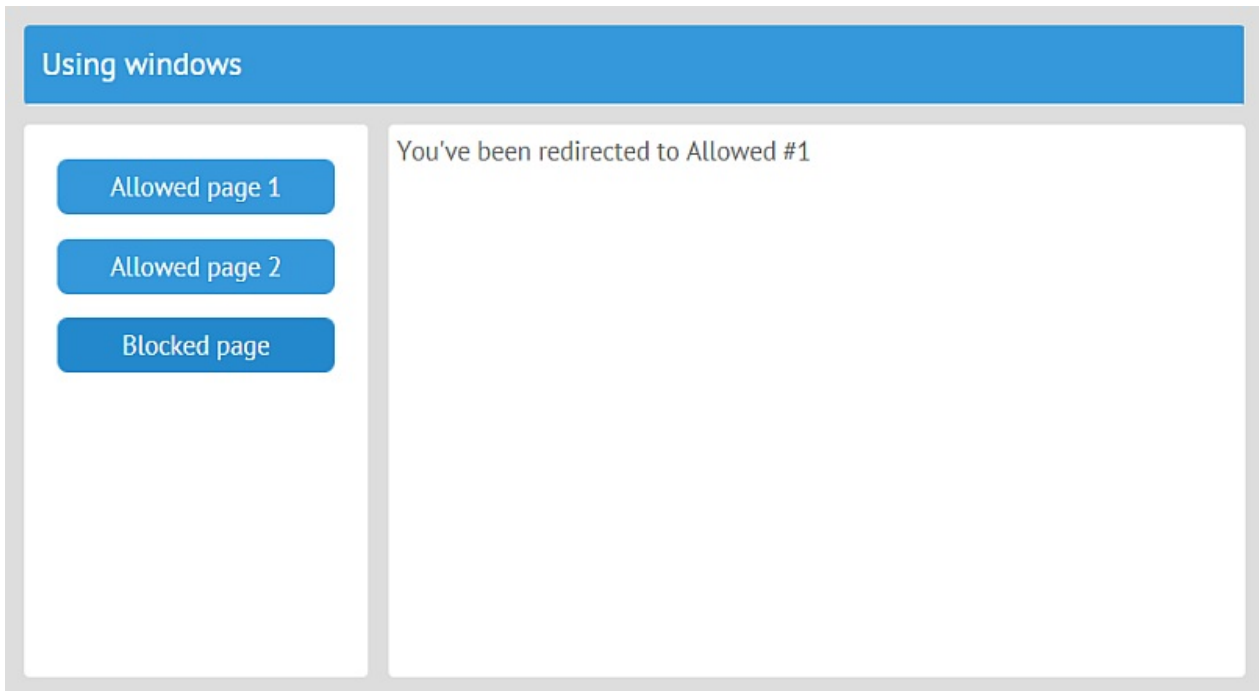 Using windows
Allowed page 1
Allowed page 2
Blocked page
You've been redirected to Allowed #1